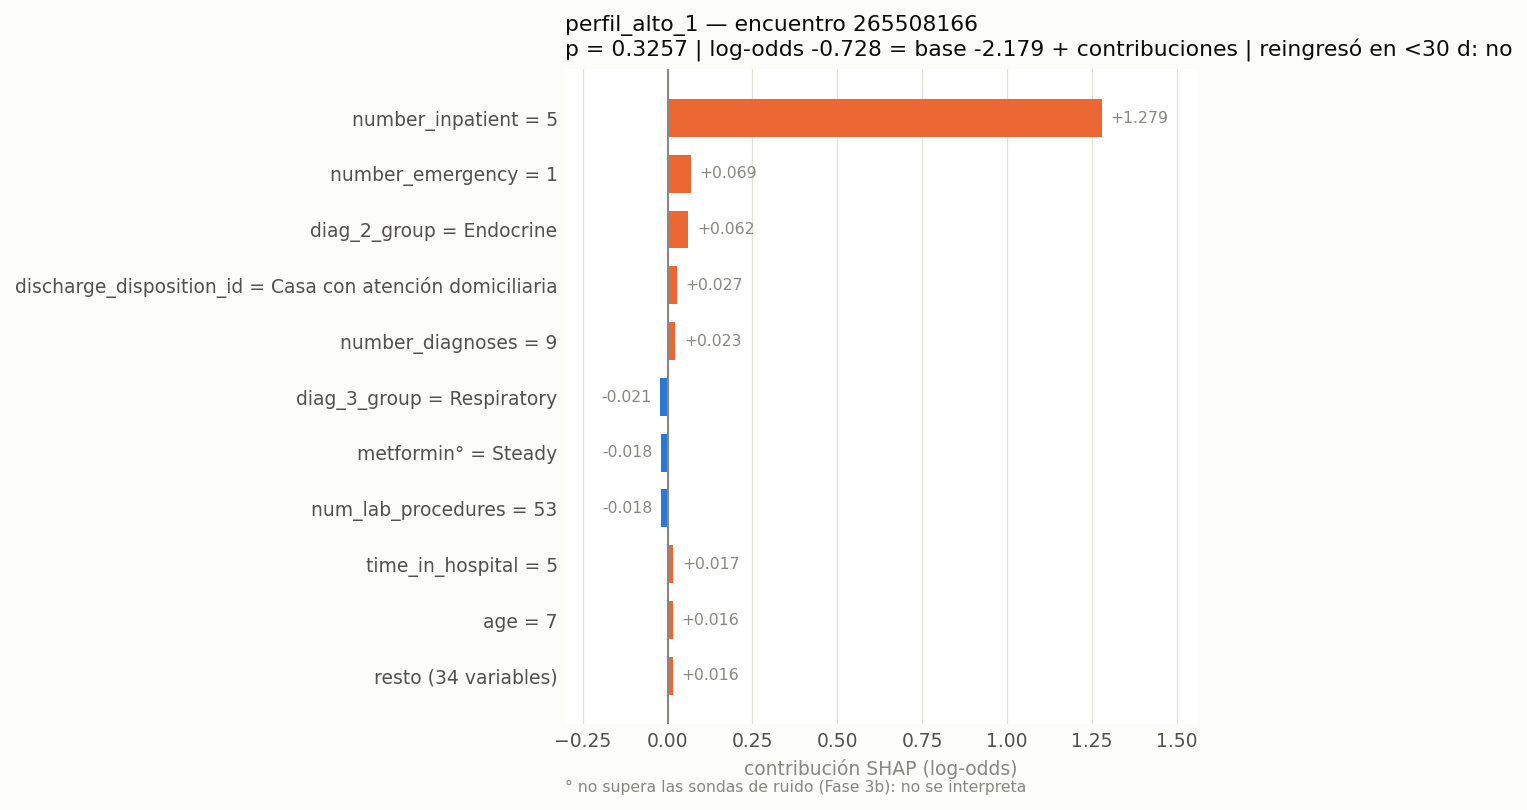 perfil_alto_1 — encuentro 265508166
p = 0.3257 | log-odds -0.728 = base -2.179 + contribuciones | reingresó en <30 d: no
number_inpatient = 5 +1.279
number_emergency = 1 +0.069
diag_2_group = Endocrine +0.062
discharge_disposition_id = Casa con atención domiciliaria +0.027
number_diagnoses = 9 +0.023
diag_3_group = Respiratory -0.021
metformin° = Steady -0.018
num_lab_procedures = 53 -0.018
time_in_hospital = 5 +0.017
age = 7 +0.016
resto (34 variables) +0.016
−0.25 0.00 0.25 0.50 0.75 1.00 1.25 1.50
contribución SHAP (log-odds)
° no supera las sondas de ruido (Fase 3b): no se interpreta